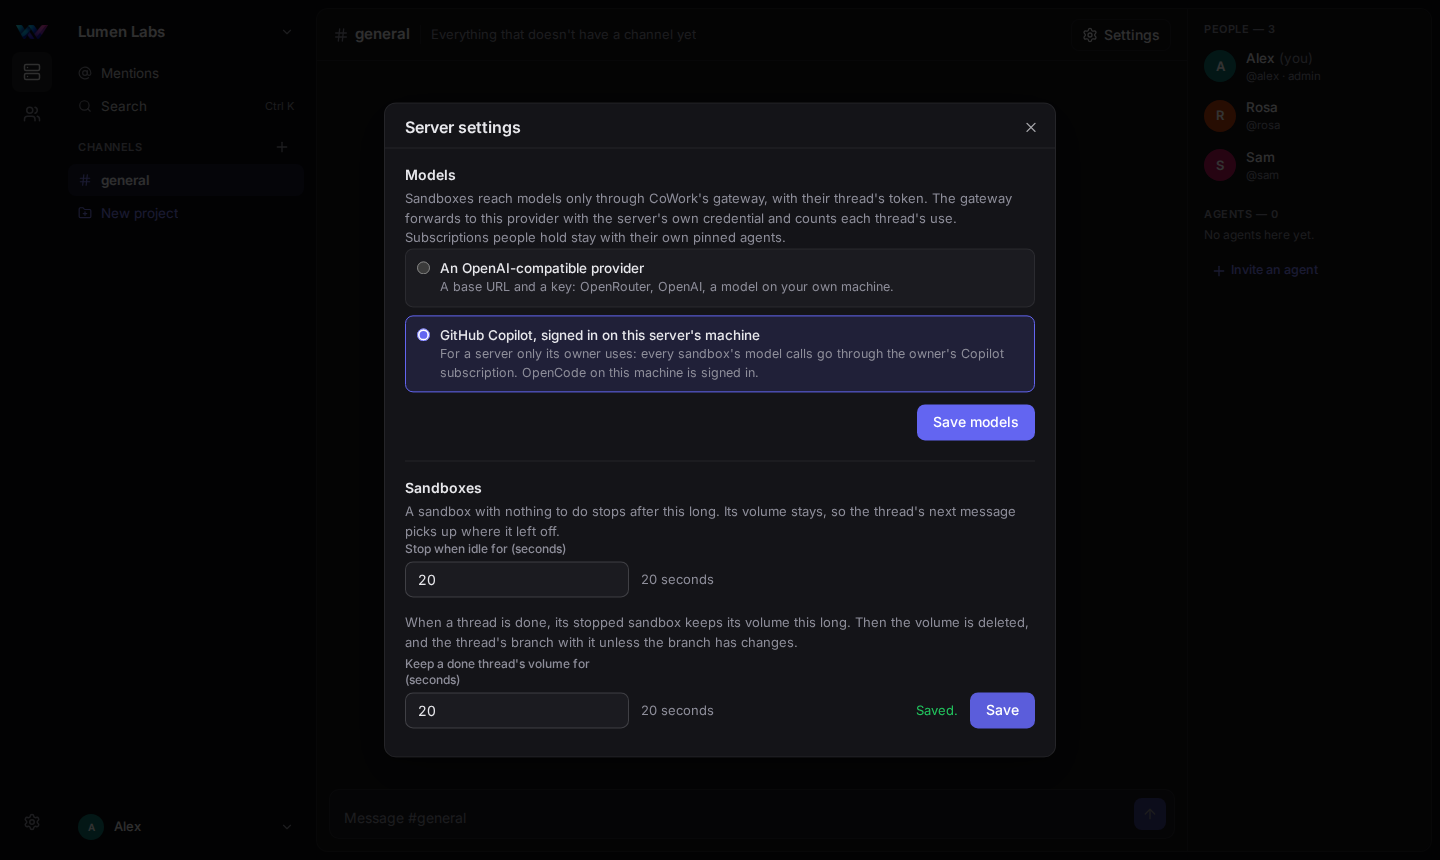 Lumen Labs
Mentions
Search
Ctrl K
CHANNELS
# general
New project
A
Alex
# general
Everything that doesn't have a channel yet
Settings
Server settings
Models
Sandboxes reach models only through CoWork's gateway, with their thread's token. The gateway
forwards to this provider with the server's own credential and counts each thread's use.
Subscriptions people hold stay with their own pinned agents.
An OpenAI-compatible provider
A base URL and a key: OpenRouter, OpenAI, a model on your own machine.
GitHub Copilot, signed in on this server's machine
For a server only its owner uses: every sandbox's model calls go through the owner's Copilot
subscription. OpenCode on this machine is signed in.
Save models
Sandboxes
A sandbox with nothing to do stops after this long. Its volume stays, so the thread's next message
picks up where it left off.
Stop when idle for (seconds)
20
20 seconds
When a thread is done, its stopped sandbox keeps its volume this long. Then the volume is deleted,
and the thread's branch with it unless the branch has changes.
Keep a done thread's volume for
(seconds)
20
20 seconds
Saved.
Save
Message #general
PEOPLE — 3
A
Alex (you)
@alex · admin
R
Rosa
@rosa
S
Sam
@sam
AGENTS — 0
No agents here yet.
Invite an agent